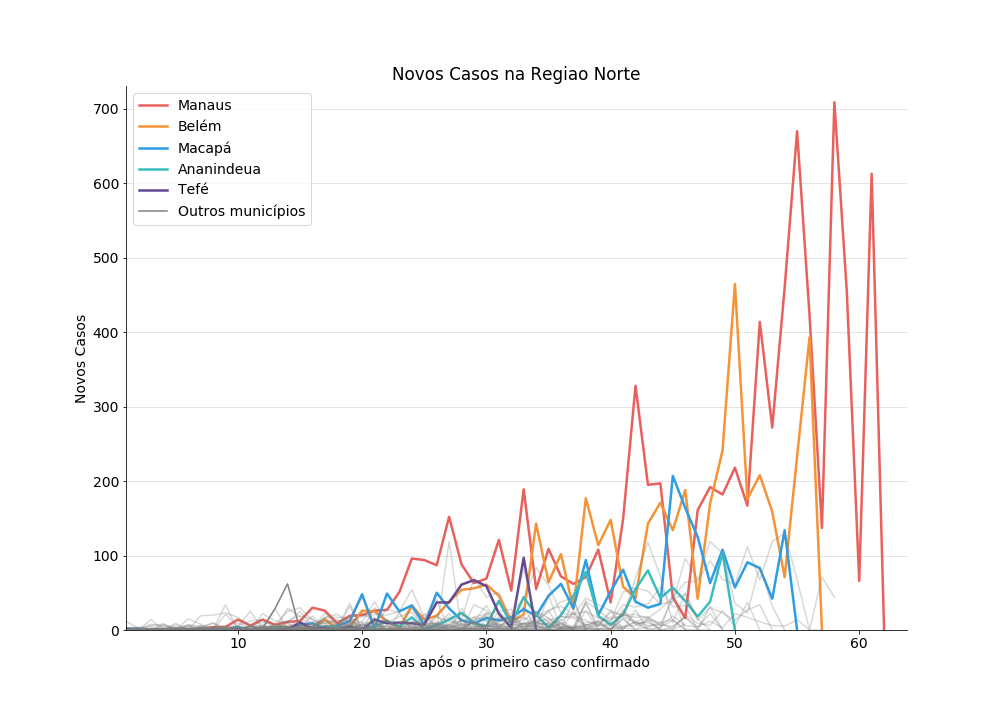 Novos Casos na Regiao Norte
Manaus
Belém
Macapá
Ananindeua
Tefé
Outros municípios
700
600
500
400
300
200
100
0
Novos Casos
10 20 30 40 50 60
Dias após o primeiro caso confirmado